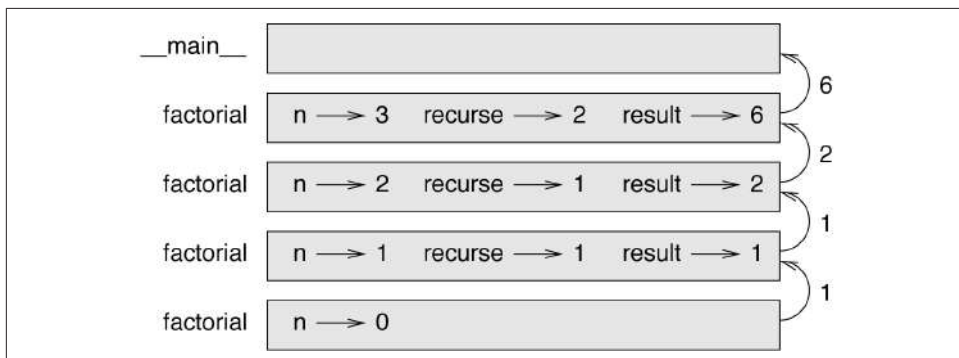 __main__
6
factorial n → 3 recurse → 2 result → 6
2
factorial n → 2 recurse → 1 result → 2
1
factorial n → 1 recurse → 1 result → 1
1
factorial n → 0